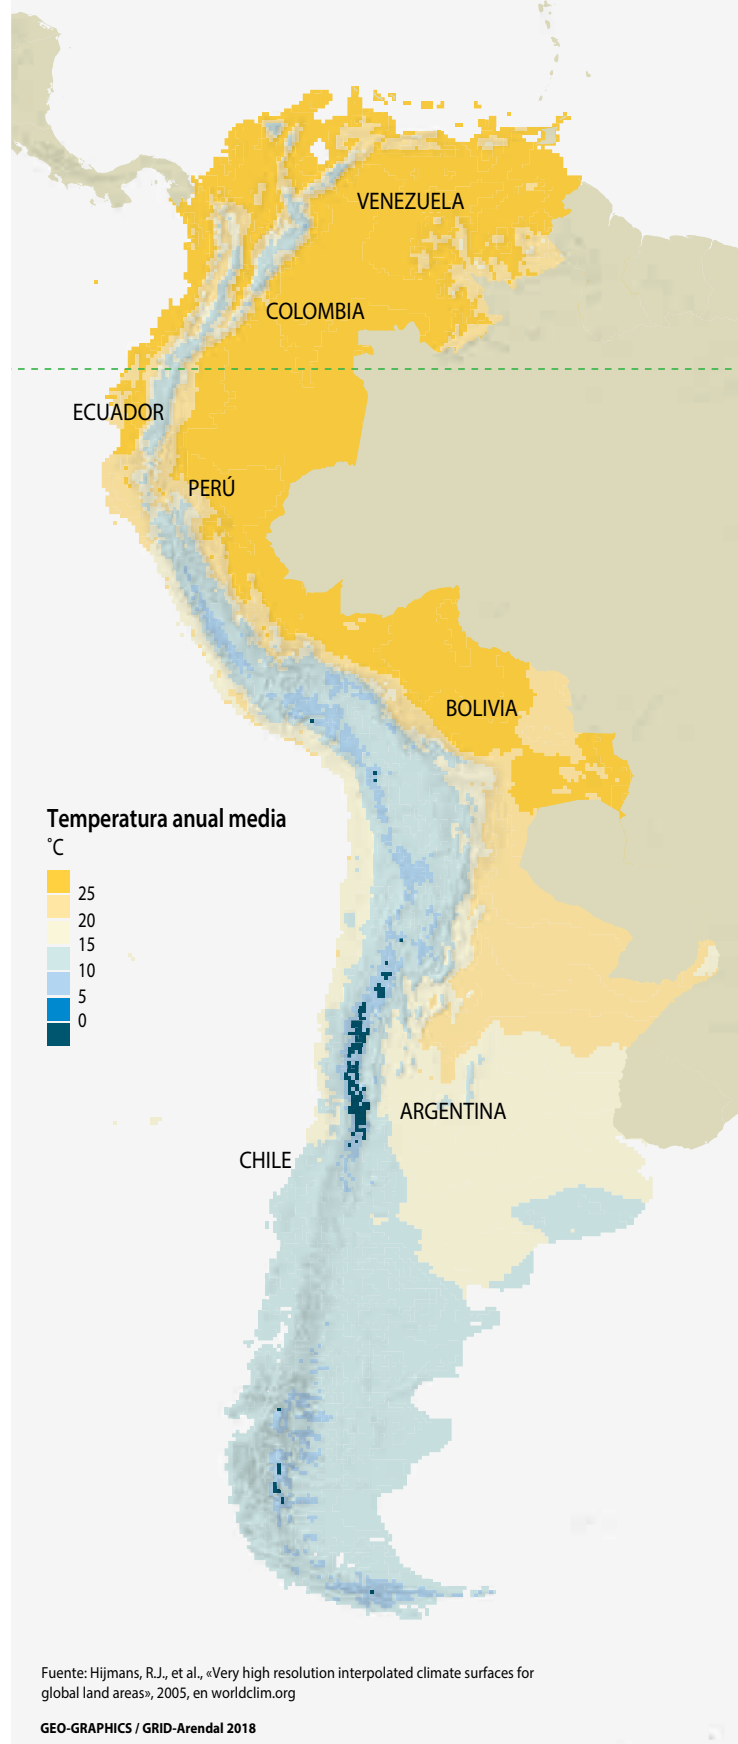 VENEZUELA
COLOMBIA
ECUADOR
PERÚ
BOLIVIA
Temperatura anual media
°C
25
20
15
10
5
0
ARGENTINA
CHILE
Fuente: Hijmans, R.J., et al., «Very high resolution interpolated climate surfaces for
global land areas», 2005, en worldclim.org
GEO-GRAPHICS / GRID-Arendal 2018